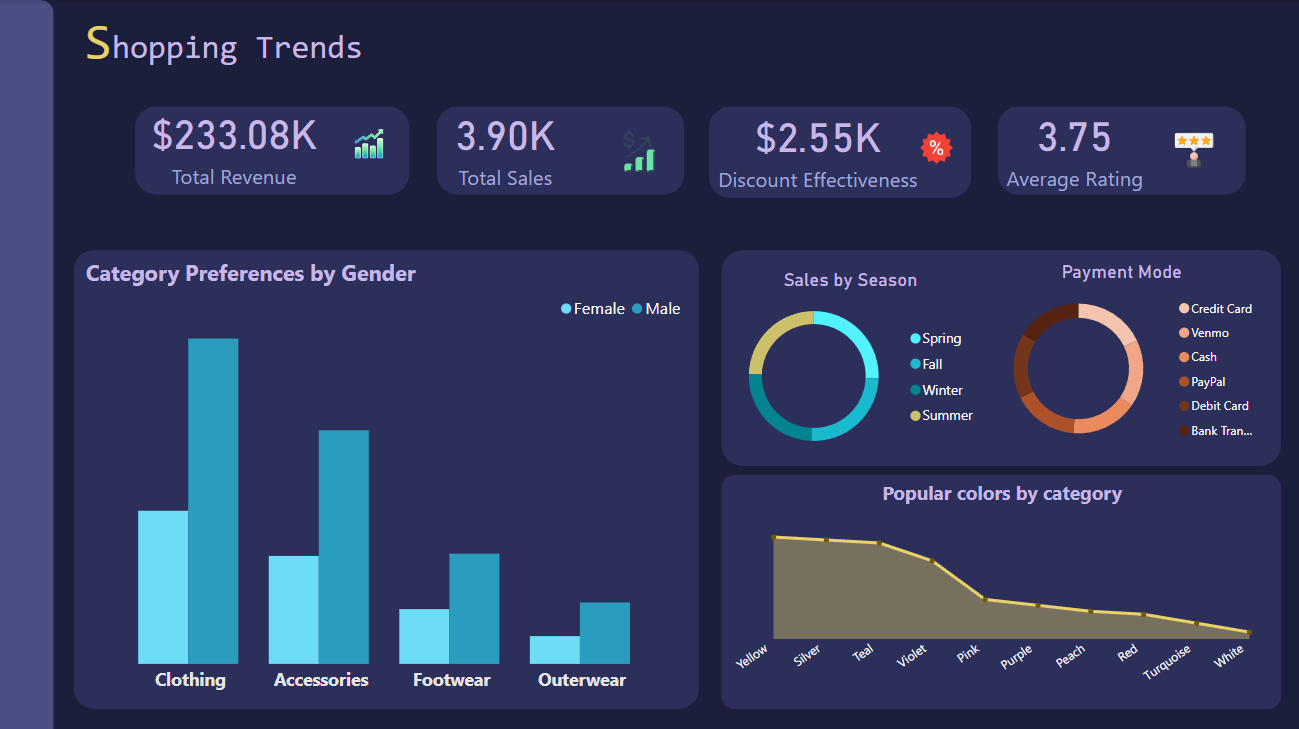 Shopping Trends
$233.08K
Total Revenue
3.90K
Total Sales
$
$2.55K
Discount Effectiveness
%
3.75
Average Rating
Category Preferences by Gender
Female Male
Clothing Accessories Footwear Outerwear
Sales by Season
Spring
Fall
Winter
Summer
Payment Mode
Credit Card
Venmo
Cash
PayPal
Debit Card
Bank Tran...
Popular colors by category
Yellow Silver Teal Violet Pink Purple Peach Red Turquoise White